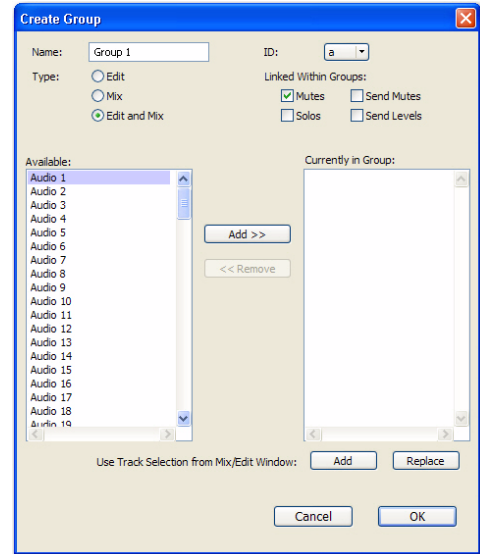 Create Group
Name: Group 1 ID: a
Type: Edit Linked Within Groups:
Mix Mutes Send Mutes
Edit and Mix Solos Send Levels
Available: Currently in Group:
Audio 1
Audio 2
Audio 3
Audio 4
Audio 5
Audio 6
Audio 7
Audio 8
Audio 9
Audio 10
Audio 11
Audio 12
Audio 13
Audio 14
Audio 15
Audio 16
Audio 17
Audio 18
Audio 19
Add >>
<< Remove
Use Track Selection from Mix/Edit Window: Add Replace
Cancel OK